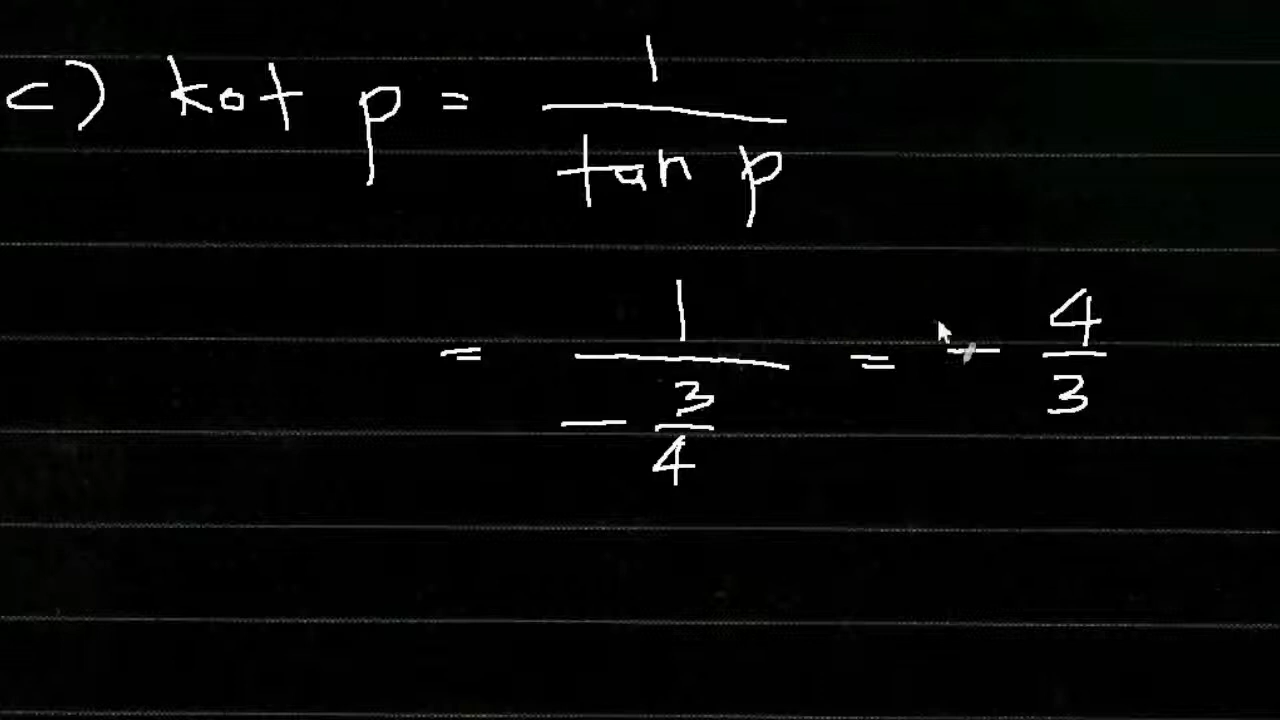 c) kot p = 1 / tan p
= 1 / (- 3/4) = - 4/3